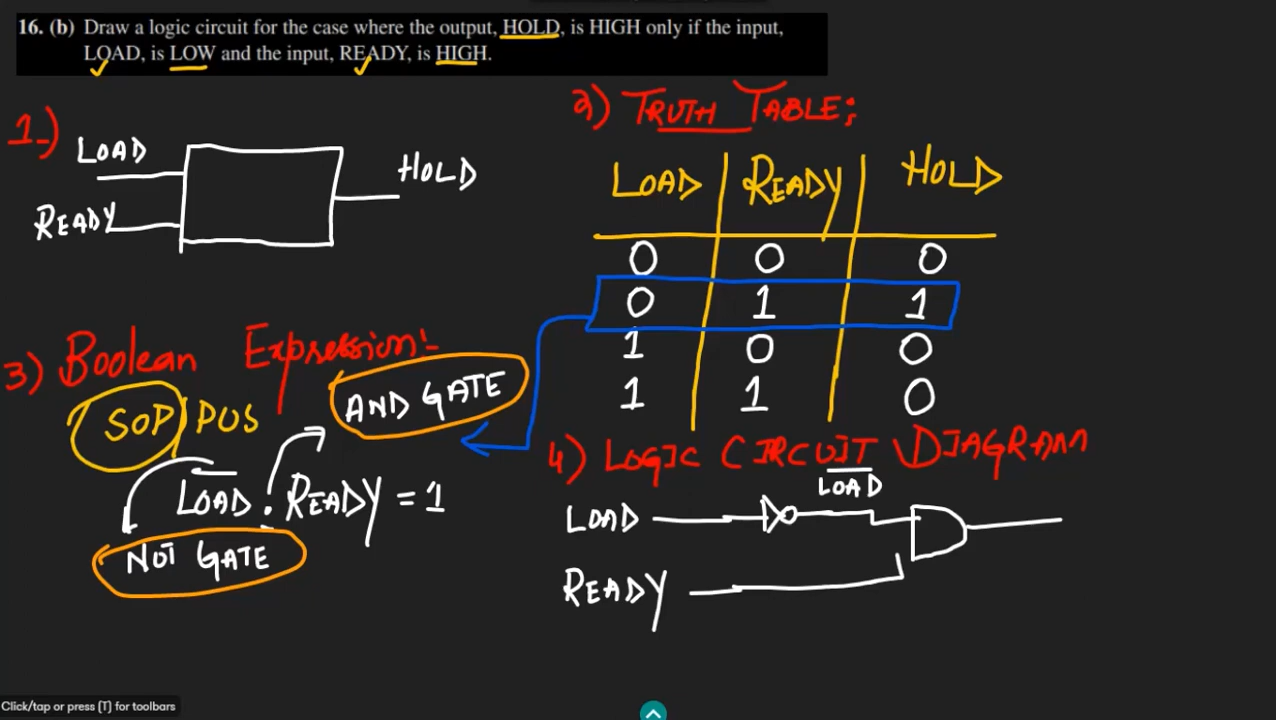 16. (b) Draw a logic circuit for the case where the output, HOLD, is HIGH only if the input,
LOAD, is LOW and the input, READY, is HIGH.
1.)
LOAD
READY
HOLD
2) TRUTH TABLE:
LOAD READY HOLD
0 0 0
0 1 1
1 0 0
1 1 0
3) Boolean Expression:-
SOP POS
AND GATE
L̅O̅A̅D̅ . READY = 1
NOT GATE
4) LOGIC CIRCUIT DIAGRAM
L̅O̅A̅D̅
LOAD
READY
Click/tap or press (T) for toolbars